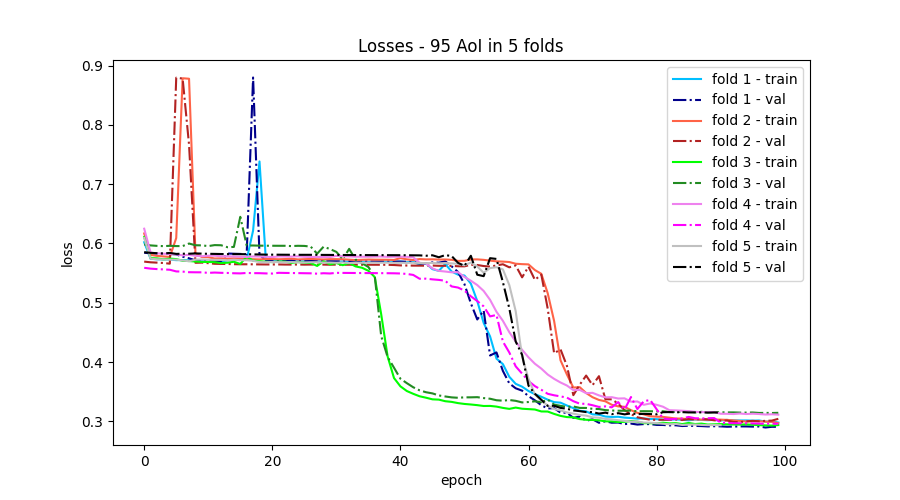 Losses - 95 AoI in 5 folds
loss
0.9
0.8
0.7
0.6
0.5
0.4
0.3
0 20 40 60 80 100
epoch
fold 1 - train
fold 1 - val
fold 2 - train
fold 2 - val
fold 3 - train
fold 3 - val
fold 4 - train
fold 4 - val
fold 5 - train
fold 5 - val